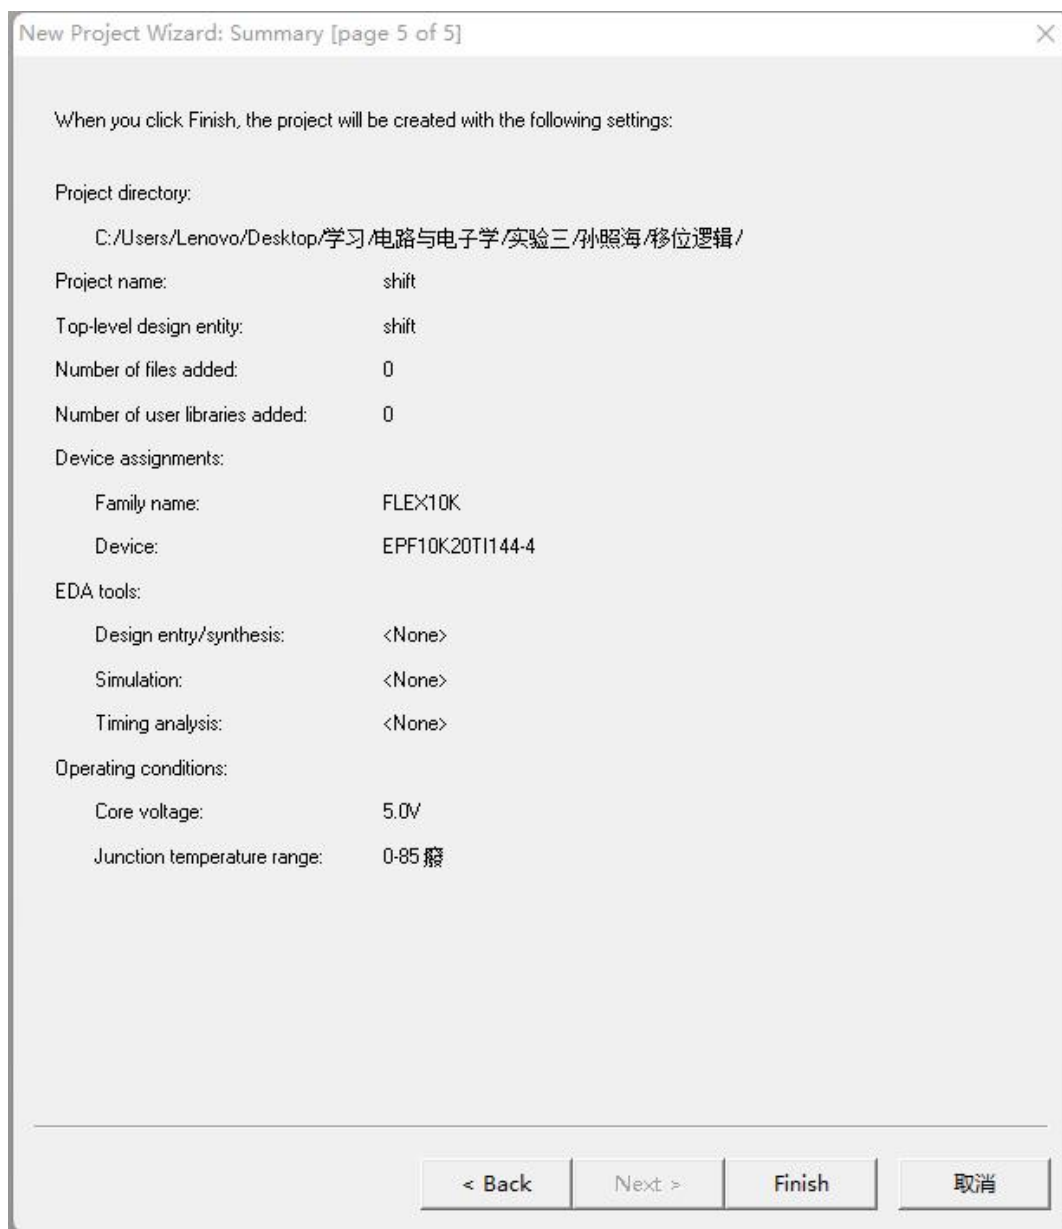 New Project Wizard: Summary [page 5 of 5]
When you click Finish, the project will be created with the following settings:
Project directory:
C:/Users/Lenovo/Desktop/学习/电路与电子学/实验三/孙照海/移位逻辑/
Project name: shift
Top-level design entity: shift
Number of files added: 0
Number of user libraries added: 0
Device assignments:
Family name: FLEX10K
Device: EPF10K20TI144-4
EDA tools:
Design entry/synthesis: <None>
Simulation: <None>
Timing analysis: <None>
Operating conditions:
Core voltage: 5.0V
Junction temperature range: 0-85 癈
< Back Next > Finish 取消